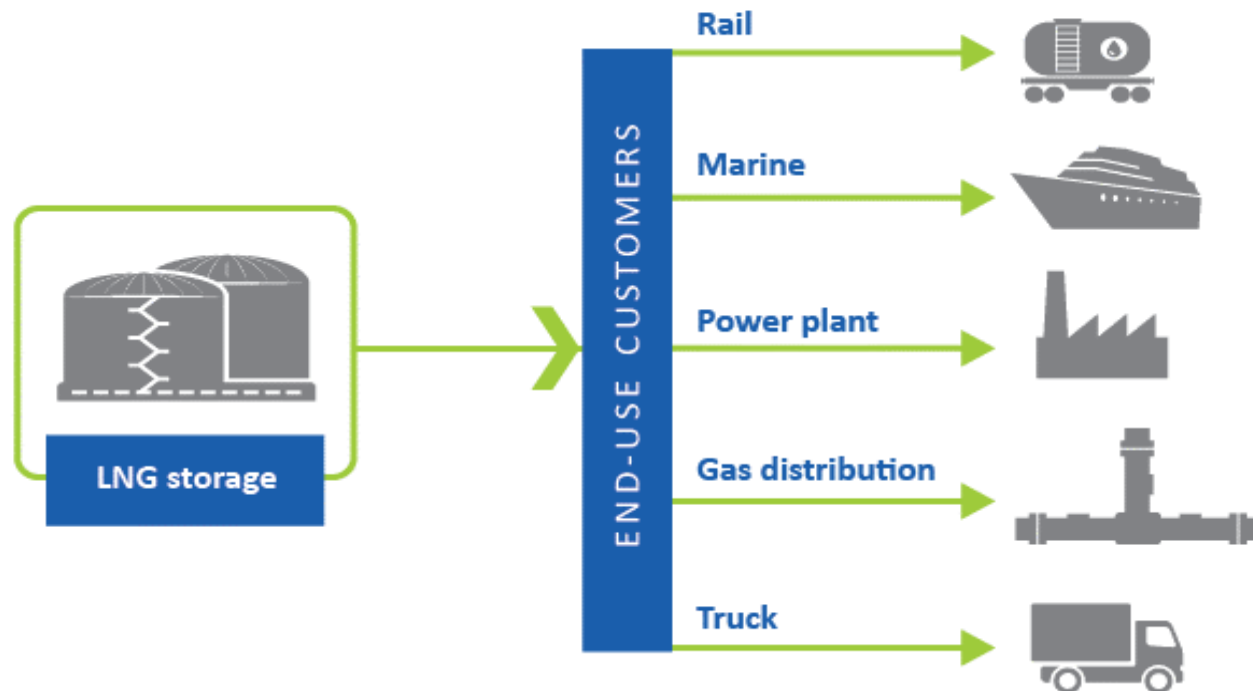 LNG storage
END-USE CUSTOMERS
Rail
Marine
Power plant
Gas distribution
Truck